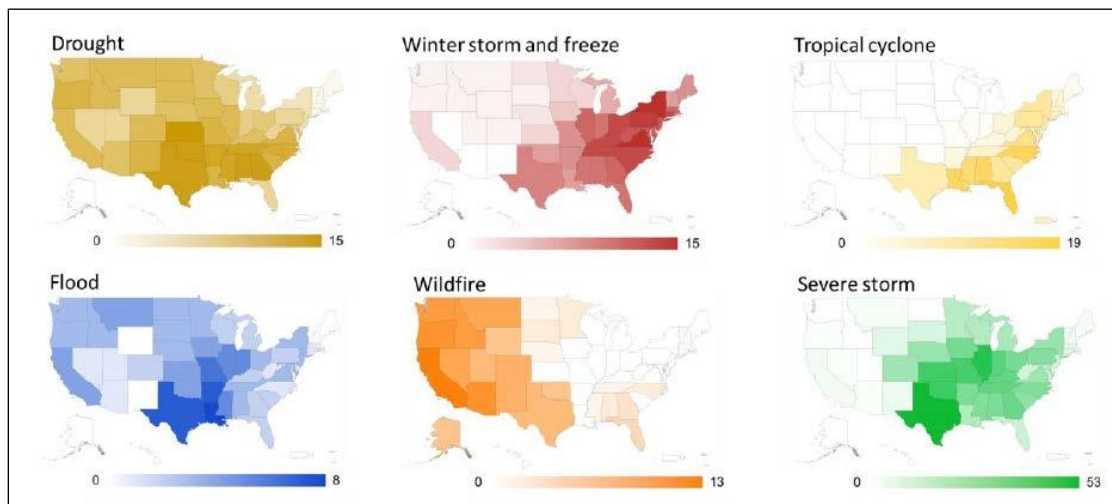 Drought
Winter storm and freeze
Tropical cyclone
0 15
0 15
0 19
Flood
Wildfire
Severe storm
0 8
0 13
0 53